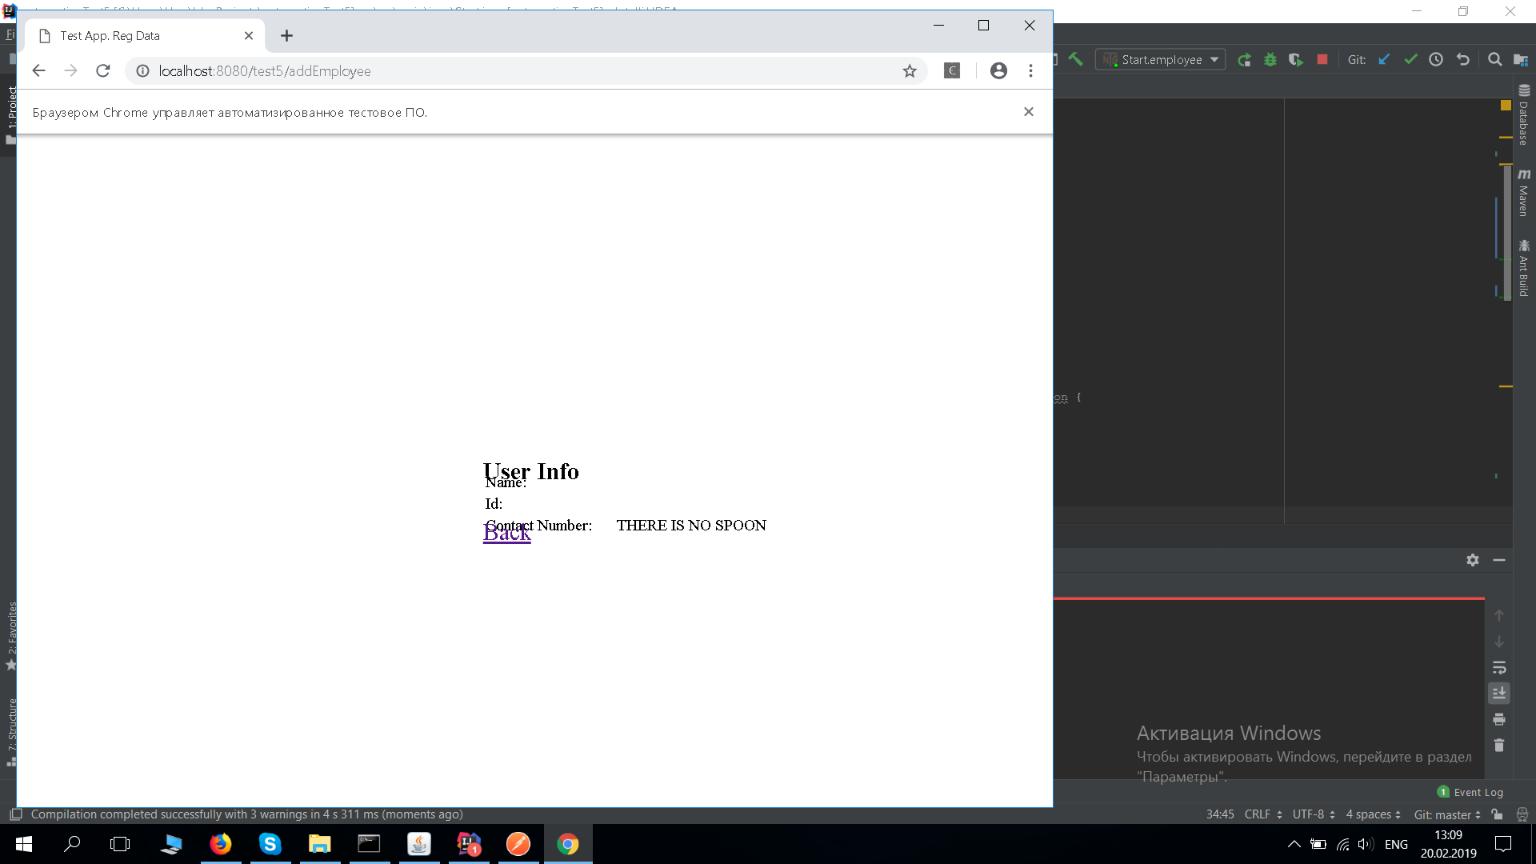 Test App. Reg Data
localhost:8080/test5/addEmployee
Браузером Chrome управляет автоматизированное тестовое ПО.
Start.employee
Git:
1: Project
Database
Maven
Ant Build
on {
User Info
Name:
Id:
Contact Number: THERE IS NO SPOON
Back
2: Favorites
7: Structure
Активация Windows
Чтобы активировать Windows, перейдите в раздел
"Параметры".
1 Event Log
Compilation completed successfully with 3 warnings in 4 s 311 ms (moments ago)
34:45 CRLF UTF-8 4 spaces Git: master
ENG
13:09
20.02.2019